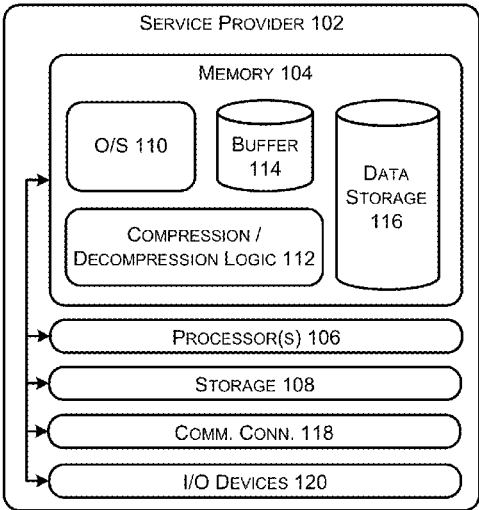 SERVICE PROVIDER 102
MEMORY 104
O/S 110
BUFFER
114
DATA
STORAGE
116
COMPRESSION /
DECOMPRESSION LOGIC 112
PROCESSOR(S) 106
STORAGE 108
COMM. CONN. 118
I/O DEVICES 120